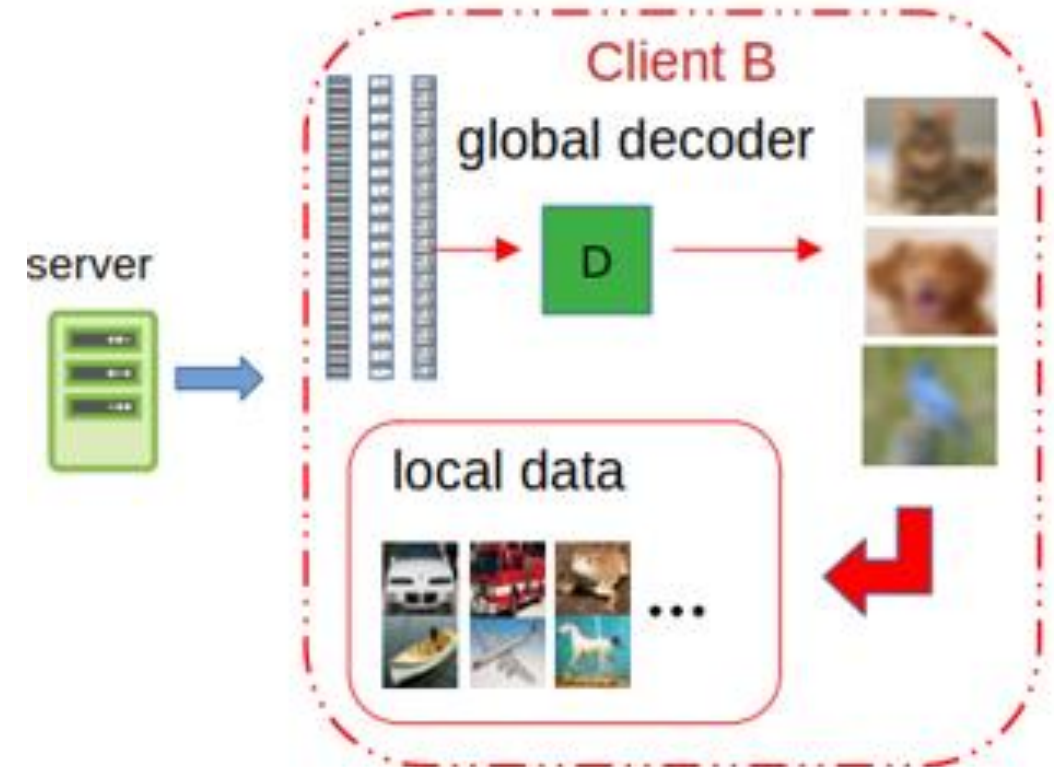 Client B
global decoder
D
server
local data
...